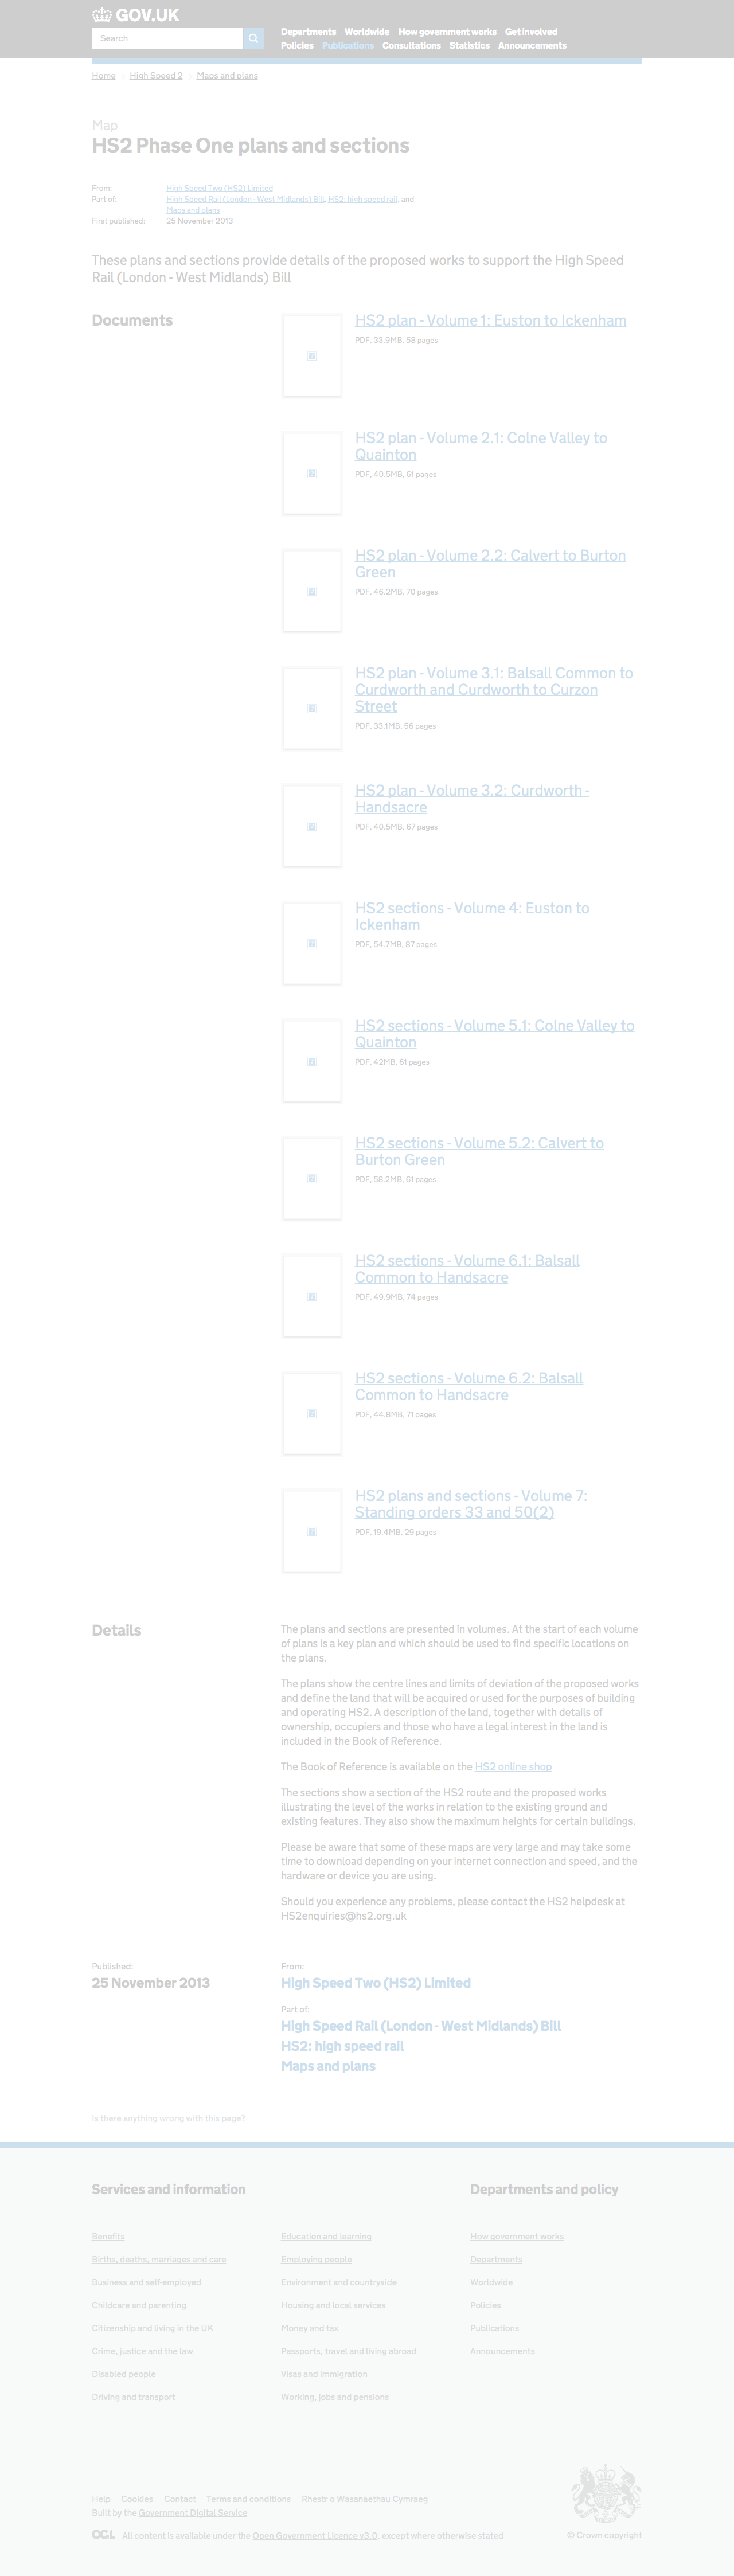 GOV.UK
Search
Departments Worldwide How government works Get involved
Policies Publications Consultations Statistics Announcements
Home High Speed 2 Maps and plans
Map
HS2 Phase One plans and sections
From: High Speed Two (HS2) Limited
Part of: High Speed Rail (London - West Midlands) Bill, HS2: high speed rail, and
Maps and plans
First published: 25 November 2013
These plans and sections provide details of the proposed works to support the High Speed
Rail (London - West Midlands) Bill
Documents
HS2 plan - Volume 1: Euston to Ickenham
PDF, 33.9MB, 58 pages
HS2 plan - Volume 2.1: Colne Valley to
Quainton
PDF, 40.5MB, 61 pages
HS2 plan - Volume 2.2: Calvert to Burton
Green
PDF, 46.2MB, 70 pages
HS2 plan - Volume 3.1: Balsall Common to
Curdworth and Curdworth to Curzon
Street
PDF, 33.1MB, 56 pages
HS2 plan - Volume 3.2: Curdworth -
Handsacre
PDF, 40.5MB, 67 pages
HS2 sections - Volume 4: Euston to
Ickenham
PDF, 54.7MB, 87 pages
HS2 sections - Volume 5.1: Colne Valley to
Quainton
PDF, 42MB, 61 pages
HS2 sections - Volume 5.2: Calvert to
Burton Green
PDF, 58.2MB, 61 pages
HS2 sections - Volume 6.1: Balsall
Common to Handsacre
PDF, 49.9MB, 74 pages
HS2 sections - Volume 6.2: Balsall
Common to Handsacre
PDF, 44.8MB, 71 pages
HS2 plans and sections - Volume 7:
Standing orders 33 and 50(2)
PDF, 19.4MB, 29 pages
Details
The plans and sections are presented in volumes. At the start of each volume
of plans is a key plan and which should be used to find specific locations on
the plans.
The plans show the centre lines and limits of deviation of the proposed works
and define the land that will be acquired or used for the purposes of building
and operating HS2. A description of the land, together with details of
ownership, occupiers and those who have a legal interest in the land is
included in the Book of Reference.
The Book of Reference is available on the HS2 online shop
The sections show a section of the HS2 route and the proposed works
illustrating the level of the works in relation to the existing ground and
existing features. They also show the maximum heights for certain buildings.
Please be aware that some of these maps are very large and may take some
time to download depending on your internet connection and speed, and the
hardware or device you are using.
Should you experience any problems, please contact the HS2 helpdesk at
HS2enquiries@hs2.org.uk
Published:
25 November 2013
From:
High Speed Two (HS2) Limited
Part of:
High Speed Rail (London - West Midlands) Bill
HS2: high speed rail
Maps and plans
Is there anything wrong with this page?
Services and information
Benefits
Births, deaths, marriages and care
Business and self-employed
Childcare and parenting
Citizenship and living in the UK
Crime, justice and the law
Disabled people
Driving and transport
Education and learning
Employing people
Environment and countryside
Housing and local services
Money and tax
Passports, travel and living abroad
Visas and immigration
Working, jobs and pensions
Departments and policy
How government works
Departments
Worldwide
Policies
Publications
Announcements
Help Cookies Contact Terms and conditions Rhestr o Wasanaethau Cymraeg
Built by the Government Digital Service
OGL All content is available under the Open Government Licence v3.0, except where otherwise stated
© Crown copyright